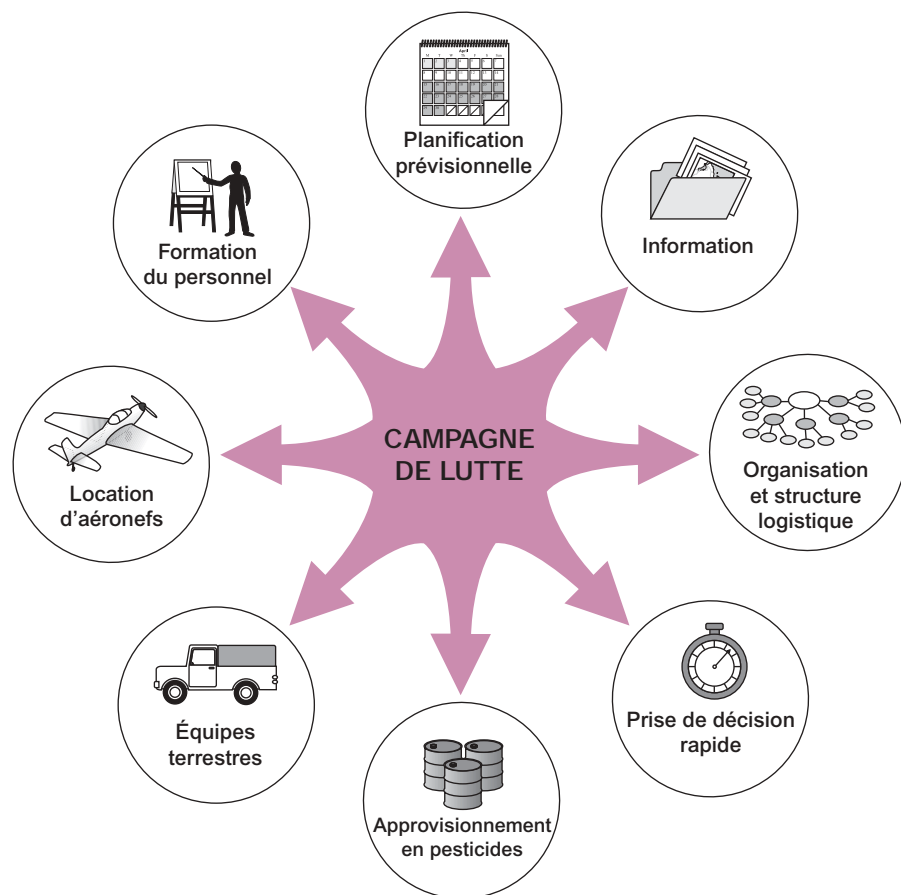 April
Planification
prévisionnelle
Information
Organisation
et structure
logistique
Prise de décision
rapide
Approvisionnement
en pesticides
Équipes
terrestres
Location
d'aéronefs
Formation
du personnel
CAMPAGNE
DE LUTTE